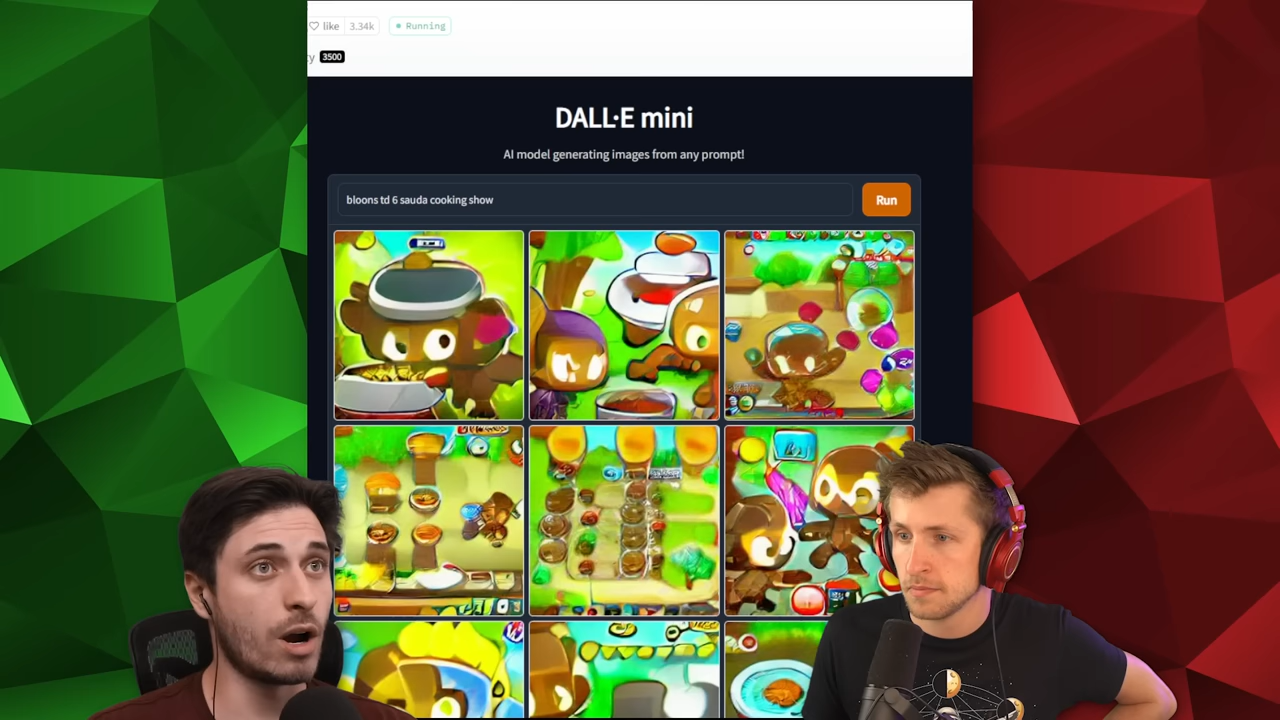 like 3.34k Running
3500
DALL·E mini
AI model generating images from any prompt!
bloons td 6 sauda cooking show
Run